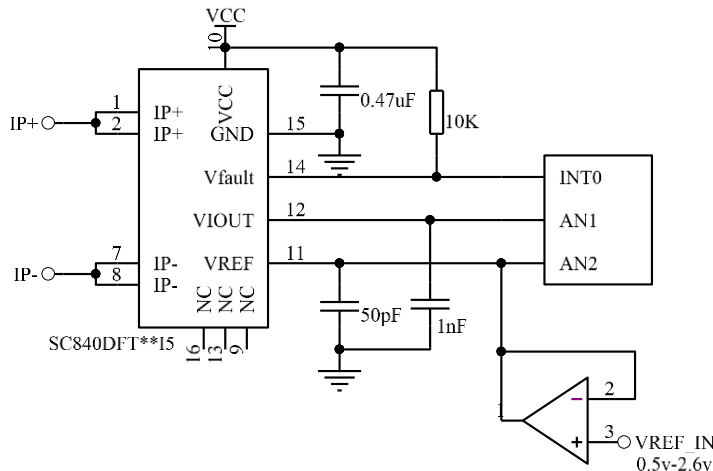 VCC
10
1
IP+
VCC
0.47uF
IP+
2
IP+
GND
15
10K
Vfault
14
INT0
VIOUT
12
AN1
7
IP-
VREF
11
AN2
IP-
8
IP-
NC
NC
NC
50pF
1nF
SC840DFT**I5
16
13
9
2
-
1
3
+
VREF_IN
0.5v-2.6v